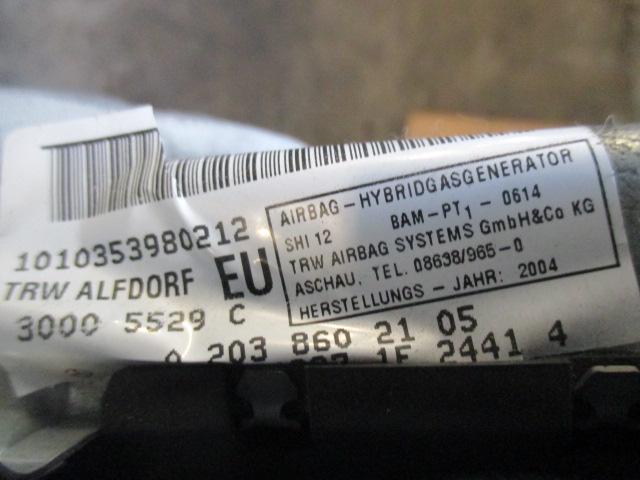 1010353980212
TRW ALFDORF EU
3000 5529 C
AIRBAG - HYBRIDGASGENERATOR
SHI 12 BAM - PT1 - 0614
TRW AIRBAG SYSTEMS GmbH&Co KG
ASCHAU. TEL. 08638/965-0
HERSTELLUNGS - JAHR: 2004
203 860 21 05
1F 2441 4